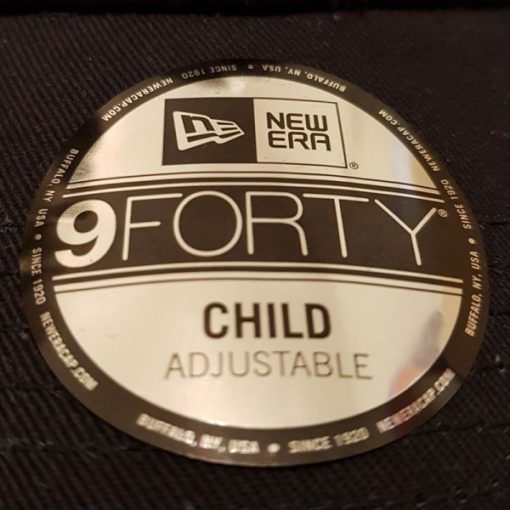 NE
NEW
ERA®
9FORTY®
CHILD
ADJUSTABLE
BUFFALO, NY, USA • SINCE 1920 NEWERACAP.COM • BUFFALO, NY, USA • SINCE 1920 NEWERACAP.COM BUFFALO, NY, USA • SINCE 1920 NEWERACAP.COM BUFFALO, NY, USA • SINCE 1920 NEWERACAP.COM